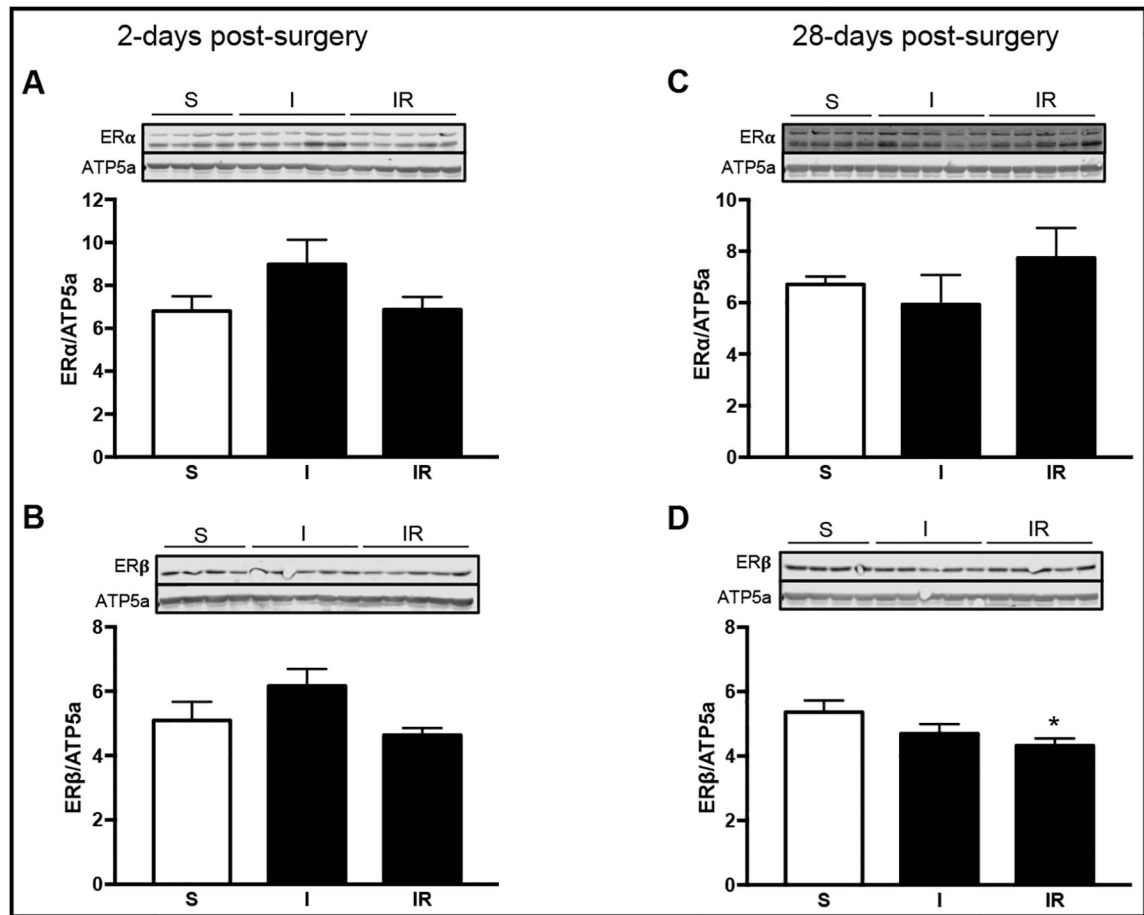 2-days post-surgery
28-days post-surgery
A
S I IR
ERα
ATP5a
ERα/ATP5a
12
10
8
6
4
2
0
S I IR
C
S I IR
ERα
ATP5a
ERα/ATP5a
10
8
6
4
2
0
S I IR
B
S I IR
ERβ
ATP5a
ERβ/ATP5a
8
6
4
2
0
S I IR
D
S I IR
ERβ
ATP5a
ERβ/ATP5a
8
6
4
2
0
*
S I IR